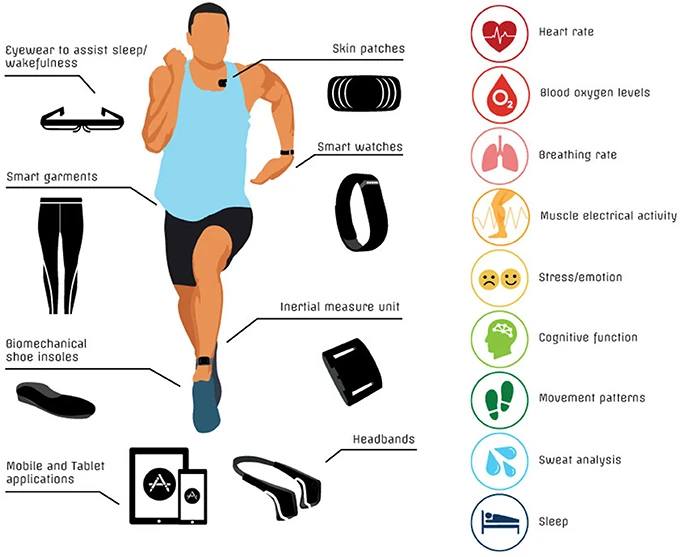 Eyewear to assist sleep/
wakefulness
Skin patches
Smart watches
Smart garments
Inertial measure unit
Biomechanical
shoe insoles
Headbands
Mobile and Tablet
applications
Heart rate
O2
Blood oxygen levels
Breathing rate
Muscle electrical activity
Stress/emotion
Cognitive function
Movement patterns
Sweat analysis
Sleep